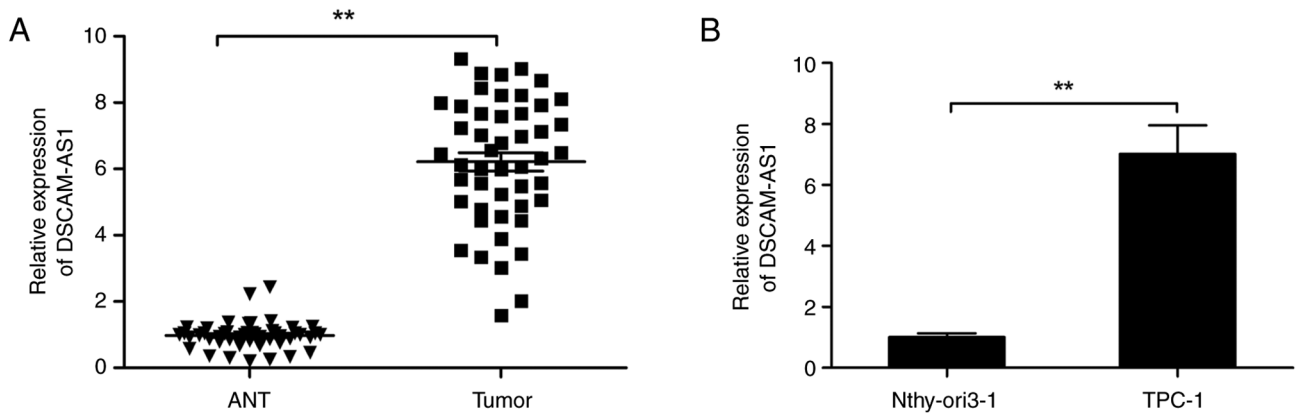 A
**
10
8
6
4
2
0
Relative expression
of DSCAM-AS1
ANT
Tumor
B
**
10
8
6
4
2
0
Relative expression
of DSCAM-AS1
Nthy-ori3-1
TPC-1